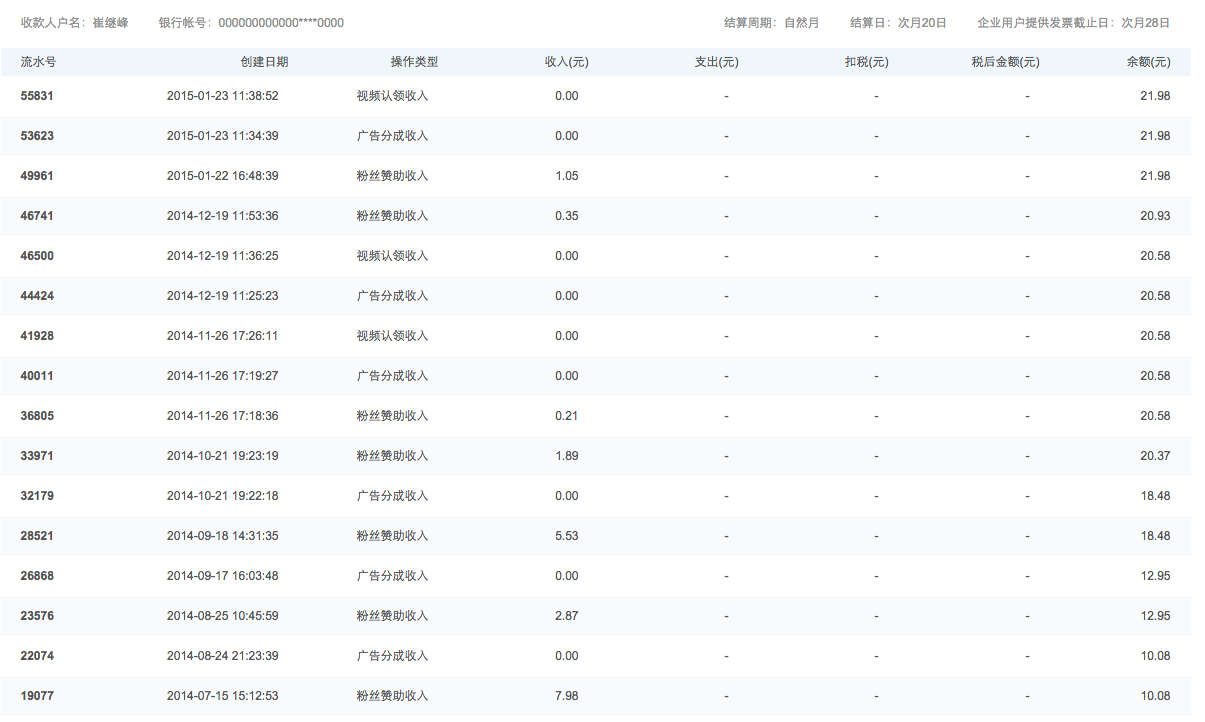 收款人户名：崔继峰 银行帐号：000000000000****0000 结算周期：自然月 结算日：次月20日 企业用户提供发票截止日：次月28日
流水号 创建日期 操作类型 收入(元) 支出(元) 扣税(元) 税后金额(元) 余额(元)
55831 2015-01-23 11:38:52 视频认领收入 0.00 - - - 21.98
53623 2015-01-23 11:34:39 广告分成收入 0.00 - - - 21.98
49961 2015-01-22 16:48:39 粉丝赞助收入 1.05 - - - 21.98
46741 2014-12-19 11:53:36 粉丝赞助收入 0.35 - - - 20.93
46500 2014-12-19 11:36:25 视频认领收入 0.00 - - - 20.58
44424 2014-12-19 11:25:23 广告分成收入 0.00 - - - 20.58
41928 2014-11-26 17:26:11 视频认领收入 0.00 - - - 20.58
40011 2014-11-26 17:19:27 广告分成收入 0.00 - - - 20.58
36805 2014-11-26 17:18:36 粉丝赞助收入 0.21 - - - 20.58
33971 2014-10-21 19:23:19 粉丝赞助收入 1.89 - - - 20.37
32179 2014-10-21 19:22:18 广告分成收入 0.00 - - - 18.48
28521 2014-09-18 14:31:35 粉丝赞助收入 5.53 - - - 18.48
26868 2014-09-17 16:03:48 广告分成收入 0.00 - - - 12.95
23576 2014-08-25 10:45:59 粉丝赞助收入 2.87 - - - 12.95
22074 2014-08-24 21:23:39 广告分成收入 0.00 - - - 10.08
19077 2014-07-15 15:12:53 粉丝赞助收入 7.98 - - - 10.08